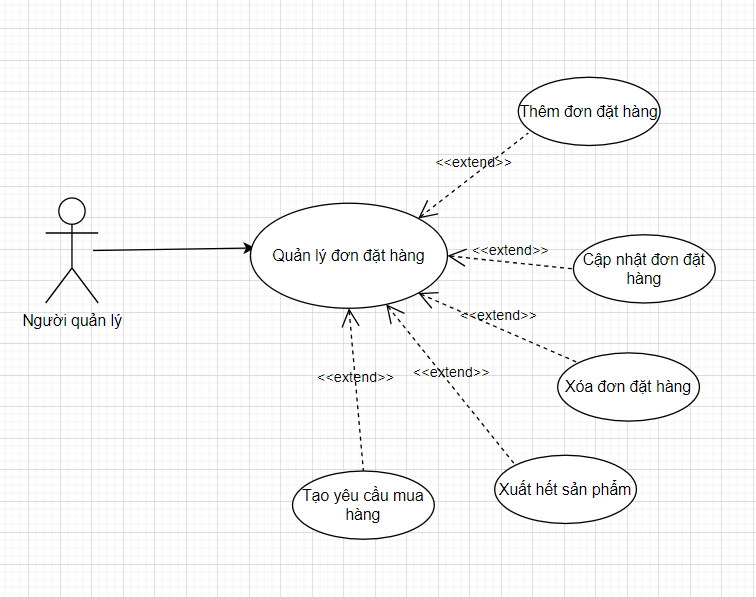 Thêm đơn đặt hàng
<<extend>>
Quản lý đơn đặt hàng
<<extend>>
Cập nhật đơn đặt
hàng
<<extend>>
Người quản lý
<<extend>>
<<extend>>
Xóa đơn đặt hàng
Xuất hết sản phẩm
Tạo yêu cầu mua
hàng